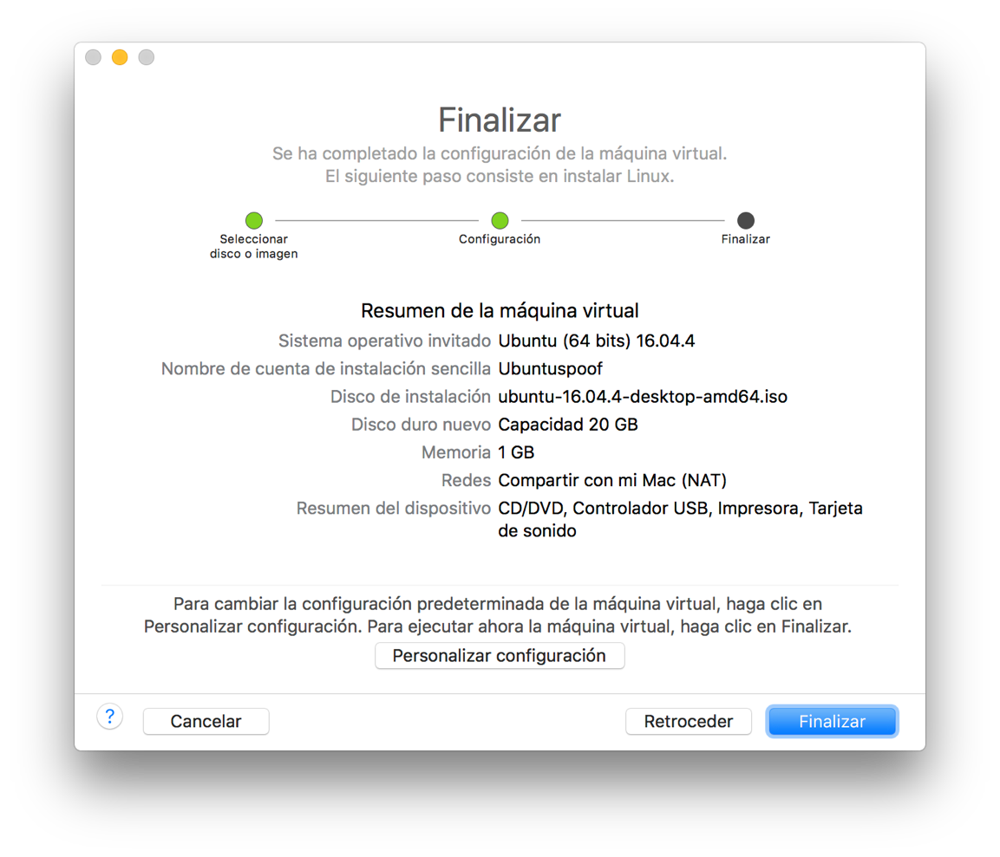 Finalizar
Se ha completado la configuración de la máquina virtual.
El siguiente paso consiste en instalar Linux.
Seleccionar
disco o imagen
Configuración
Finalizar
Resumen de la máquina virtual
Sistema operativo invitado Ubuntu (64 bits) 16.04.4
Nombre de cuenta de instalación sencilla Ubuntuspoof
Disco de instalación ubuntu-16.04.4-desktop-amd64.iso
Disco duro nuevo Capacidad 20 GB
Memoria 1 GB
Redes Compartir con mi Mac (NAT)
Resumen del dispositivo CD/DVD, Controlador USB, Impresora, Tarjeta
de sonido
Para cambiar la configuración predeterminada de la máquina virtual, haga clic en
Personalizar configuración. Para ejecutar ahora la máquina virtual, haga clic en Finalizar.
Personalizar configuración
? Cancelar Retroceder Finalizar